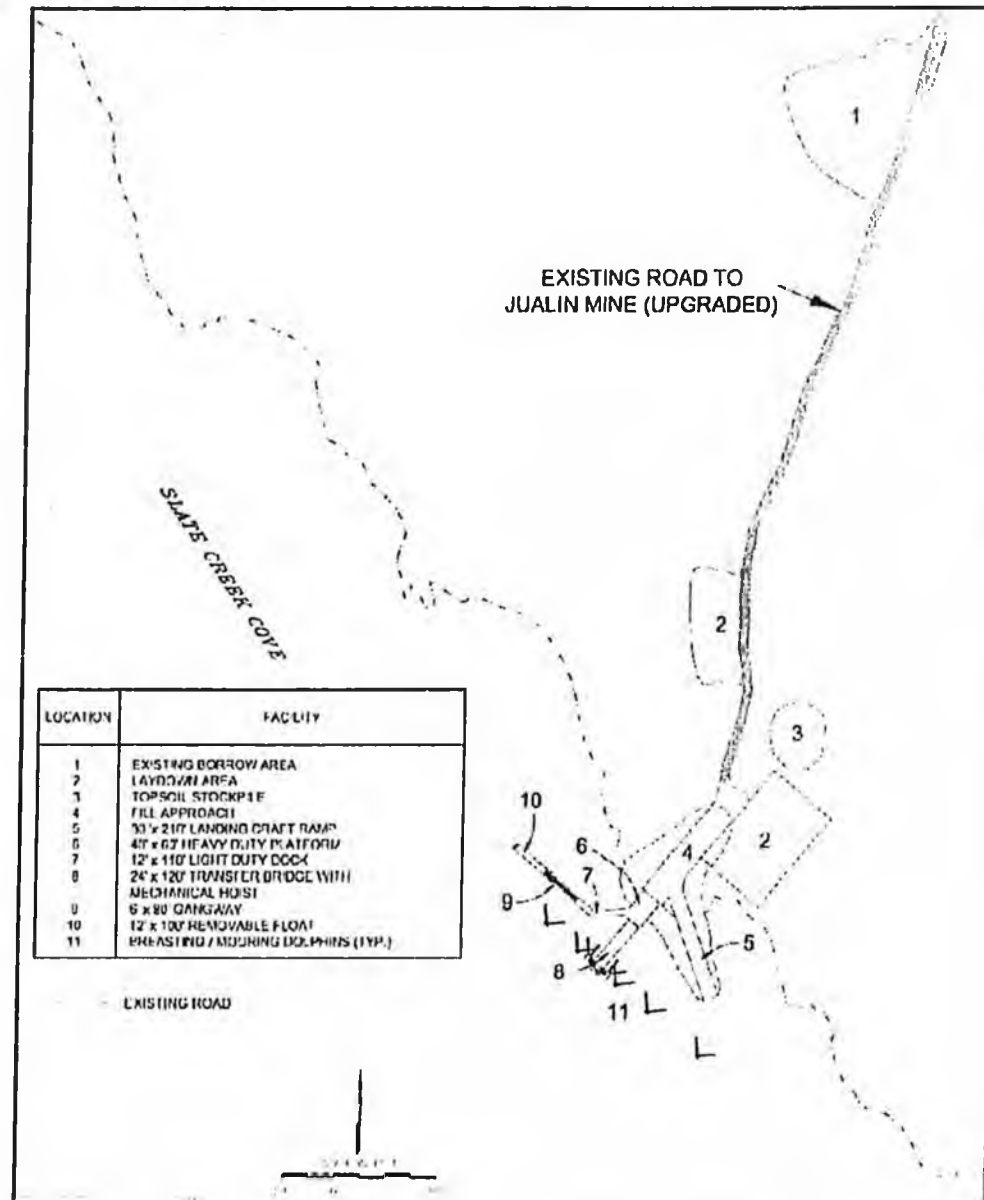 1
EXISTING ROAD TO
JUALIN MINE (UPGRADED)
SLATE CREEK COVE
2
3
LOCATION FACILITY
1 EXISTING BORROW AREA
2 LAYDOWN AREA
3 TOPSOIL STOCKPILE
4 FILL APPROACH
5 x 210' LANDING CRAFT RAMP
6 HEAVY DUTY PLATFORM
7 12' x 110' LIGHT DUTY DOCK
8 24' x 120' TRANSFER BRIDGE WITH
MECHANICAL HOIST
9 6' x 80' GANGWAY
10 12' x 100' REMOVABLE FLOAT
11 BREASTING / MOORING DOLPHINS (TYP.)
10
6
7
4
2
9
8
5
11
EXISTING ROAD